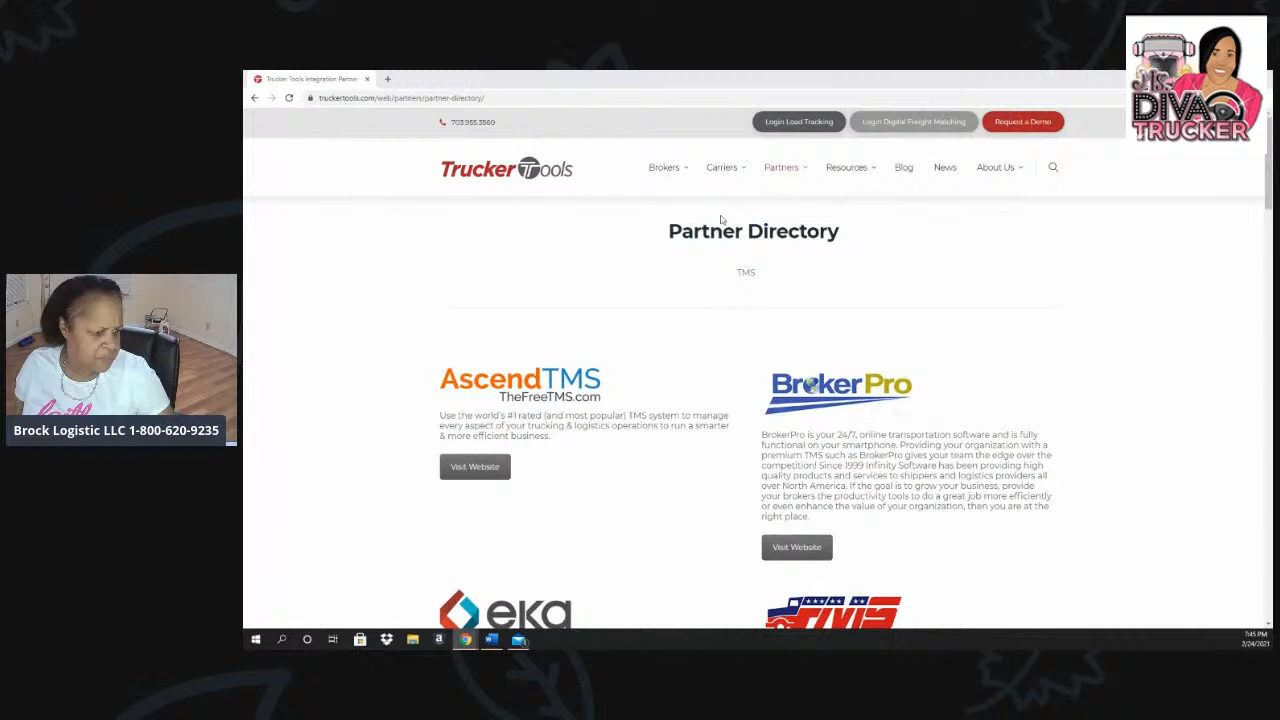 Ms.
DIVA
TRUCKER
Trucker Tools Integration Partner
truckertools.com/web/partners/partner-directory/
703.955.3560
Login Load Tracking
Login Digital Freight Matching
Request a Demo
TruckerTools
Brokers
Carriers
Partners
Resources
Blog
News
About Us
Partner Directory
TMS
AscendTMS
TheFreeTMS.com
Use the world's #1 rated (and most popular) TMS system to manage
every aspect of your trucking & logistics operations to run a smarter
& more efficient business.
Visit Website
BrokerPro
BrokerPro is your 24/7, online transportation software and is fully
functional on your smartphone. Providing your organization with a
premium TMS such as BrokerPro gives your team the edge over the
competition! Since 1999 Infinity Software has been providing high
quality products and services to shippers and logistics providers all
over North America. If the goal is to grow your business, provide
your brokers the productivity tools to do a great job more efficiently
or even enhance the value of your organization, then you are at the
right place.
Visit Website
eka
Brock Logistic LLC 1-800-620-9235
7:45 PM
2/24/2021